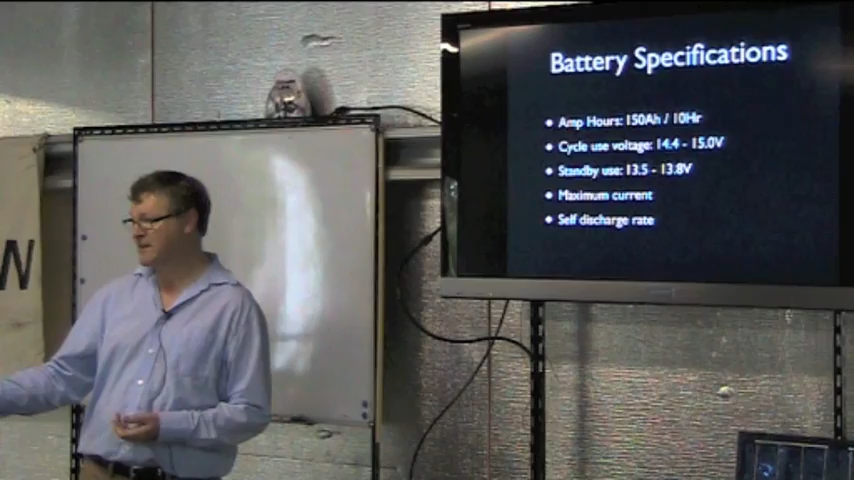 Battery Specifications
Amp Hours: 150Ah / 10Hr
Cycle use voltage: 14.4 - 15.0V
Standby use: 13.5 - 13.8V
Maximum current
Self discharge rate
W